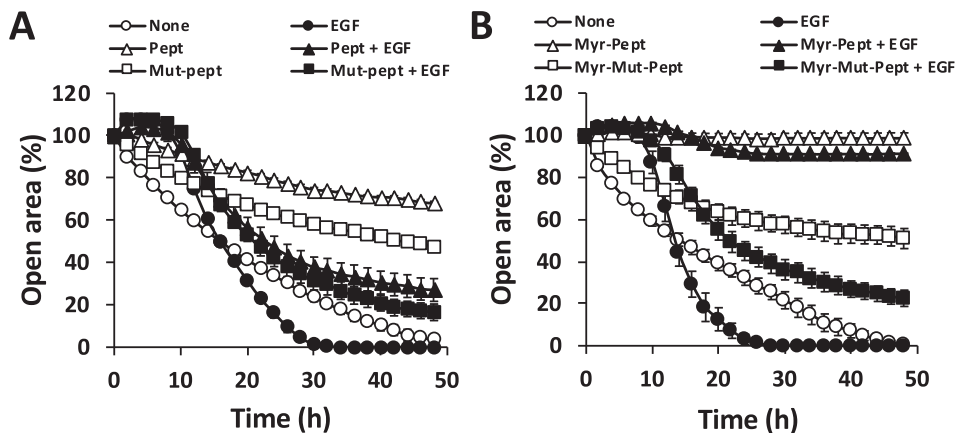 A
None
EGF
Pept
Pept + EGF
Mut-pept
Mut-pept + EGF
Open area (%)
120
100
80
60
40
20
0
0 10 20 30 40 50
Time (h)
B
None
EGF
Myr-Pept
Myr-Pept + EGF
Myr-Mut-Pept
Myr-Mut-Pept + EGF
Open area (%)
120
100
80
60
40
20
0
0 10 20 30 40 50
Time (h)